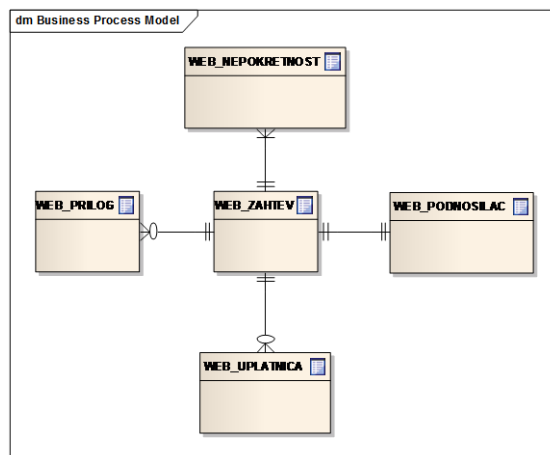 dm Business Process Model
WEB_NEPOKRETNOST
WEB_PRILOG
WEB_ZAHTEV
WEB_PODNOSILAC
WEB_UPLATNICA